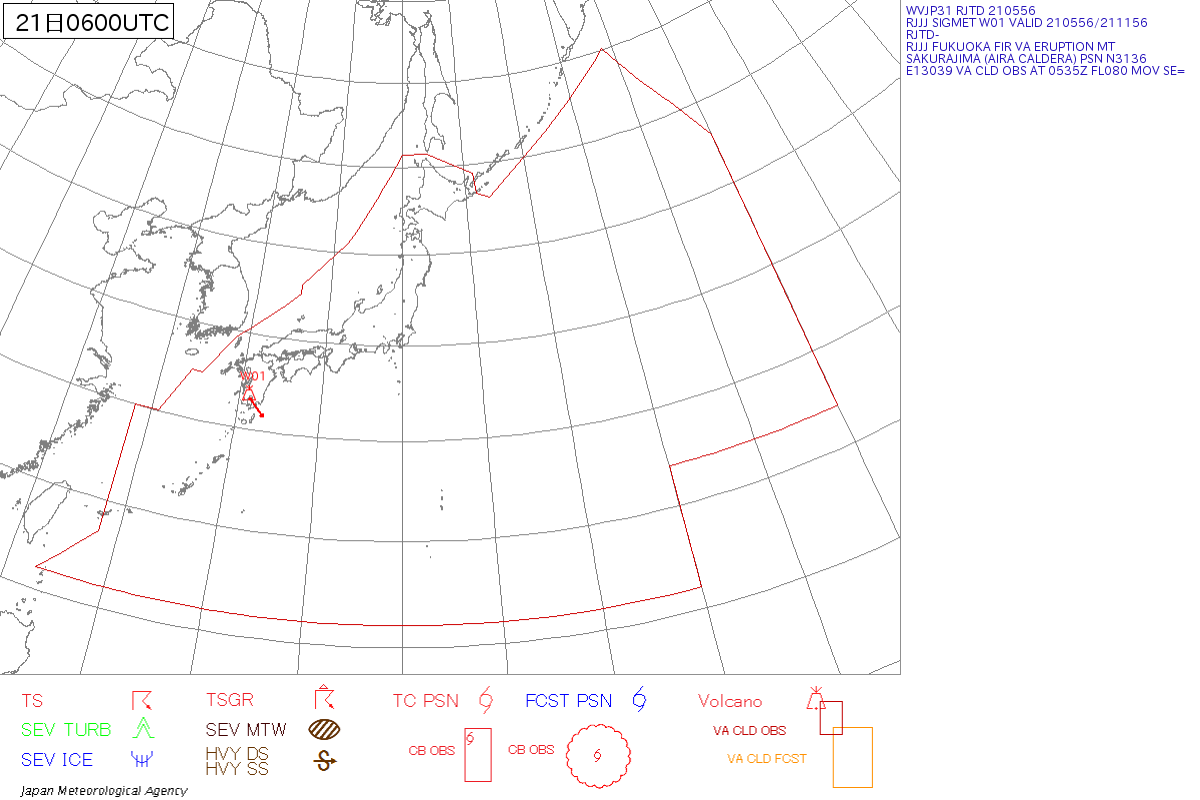 21日0600UTC
WVJP31 RJTD 210556
RJJJ SIGMET W01 VALID 210556/211156
RJTD-
RJJJ FUKUOKA FIR VA ERUPTION MT
SAKURAJIMA (AIRA CALDERA) PSN N3136
E13039 VA CLD OBS AT 0535Z FL080 MOV SE=
W01
TS
TSGR
TC PSN
FCST PSN
Volcano
SEV TURB
SEV MTW
VA CLD OBS
SEV ICE
HVY DS
HVY SS
CB OBS
CB OBS
VA CLD FCST
Japan Meteorological Agency